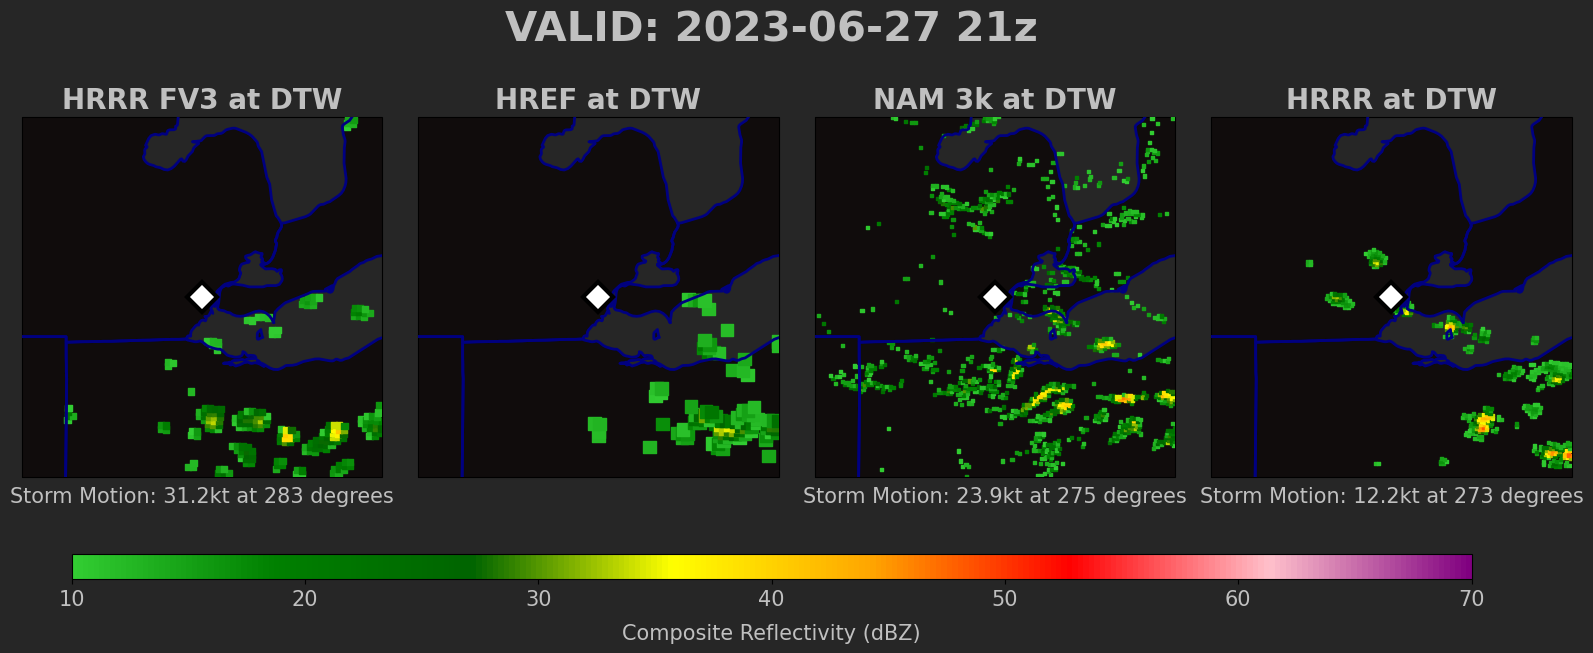 VALID: 2023-06-27 21z
HRRR FV3 at DTW
HREF at DTW
NAM 3k at DTW
HRRR at DTW
Storm Motion: 31.2kt at 283 degrees
Storm Motion: 23.9kt at 275 degrees
Storm Motion: 12.2kt at 273 degrees
10 20 30 40 50 60 70
Composite Reflectivity (dBZ)